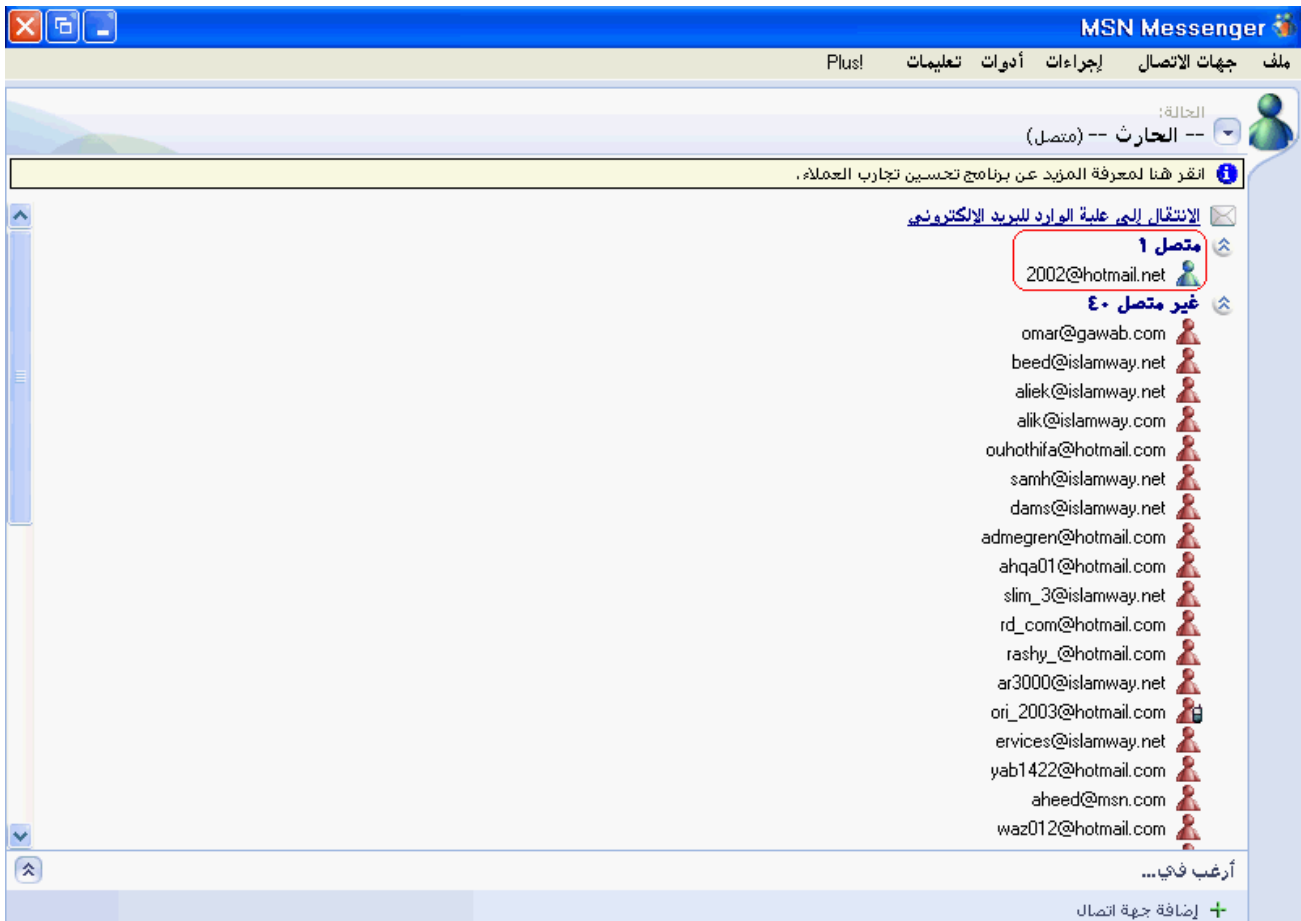 MSN Messenger
ملف جهات الاتصال إجراءات أدوات تعليمات Plus!
الحالة:
-- الحارث -- (متصل)
انقر هنا لمعرفة المزيد عن برنامج تحسين تجارب العملاء.
الانتقال إلى علبة الوارد للبريد الإلكتروني
متصل ١
2002@hotmail.net
غير متصل ٤٠
omar@gawab.com
beed@islamway.net
aliek@islamway.net
alik@islamway.com
ouhothifa@hotmail.com
samh@islamway.net
dams@islamway.net
admegren@hotmail.com
ahqa01@hotmail.com
slim_3@islamway.net
rd_com@hotmail.com
rashy_@hotmail.com
ar3000@islamway.net
ori_2003@hotmail.com
ervices@islamway.net
yab1422@hotmail.com
aheed@msn.com
waz012@hotmail.com
أرغب في...
إضافة جهة اتصال